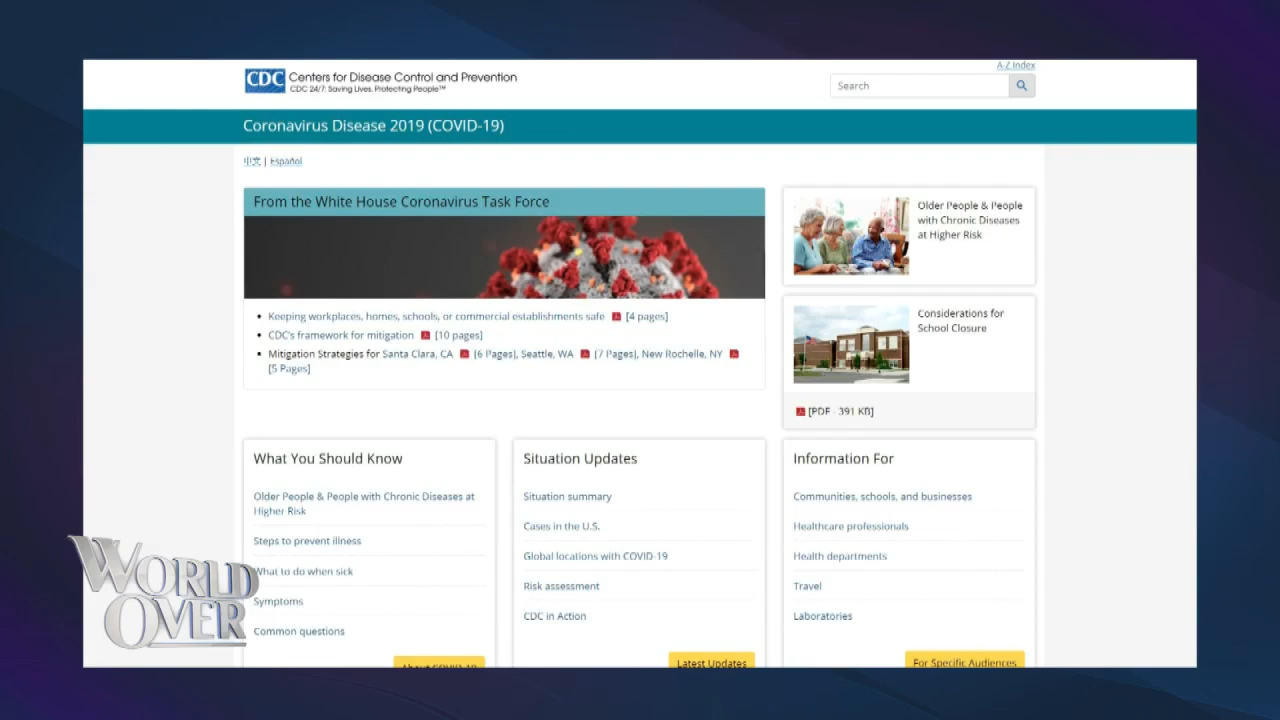 A-Z Index
CDC Centers for Disease Control and Prevention
CDC 24/7: Saving Lives. Protecting People™
Search
Coronavirus Disease 2019 (COVID-19)
中文 | Español
From the White House Coronavirus Task Force
Keeping workplaces, homes, schools, or commercial establishments safe [4 pages]
CDC's framework for mitigation [10 pages]
Mitigation Strategies for Santa Clara, CA [6 Pages], Seattle, WA [7 Pages], New Rochelle, NY
[5 Pages]
Older People & People
with Chronic Diseases
at Higher Risk
Considerations for
School Closure
[PDF - 391 KB]
What You Should Know
Older People & People with Chronic Diseases at
Higher Risk
Steps to prevent illness
What to do when sick
Symptoms
Common questions
About COVID-19
Situation Updates
Situation summary
Cases in the U.S.
Global locations with COVID-19
Risk assessment
CDC in Action
Latest Updates
Information For
Communities, schools, and businesses
Healthcare professionals
Health departments
Travel
Laboratories
For Specific Audiences
WORLD
OVER